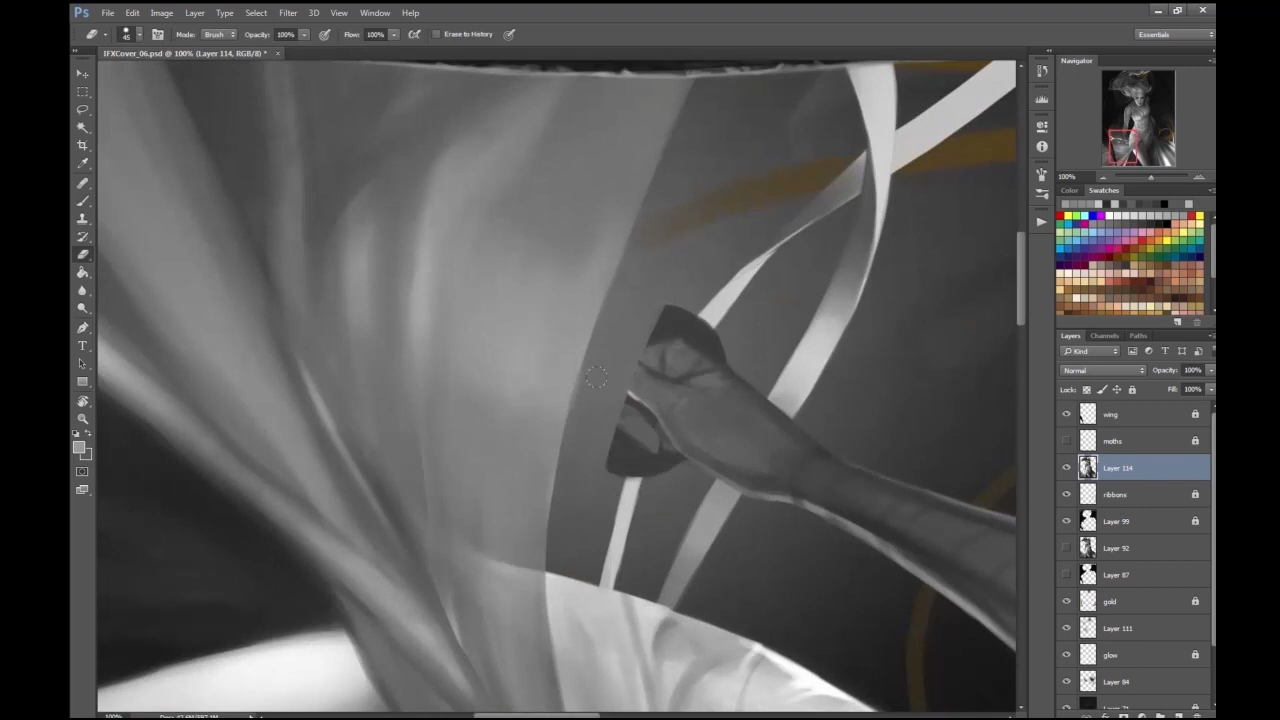 Ps File Edit Image Layer Type Select Filter 3D View Window Help
45 Mode: Brush Opacity: 100% Flow: 100% Erase to History Essentials
IFXCover_06.psd @ 100% (Layer 114, RGB/8) * ×
Navigator
100%
Color Swatches
Layers Channels Paths
Kind
Normal Opacity: 100%
Lock: Fill: 100%
wing
moths
Layer 114
ribbons
Layer 99
Layer 92
Layer 87
gold
Layer 111
glow
Layer 94
100%